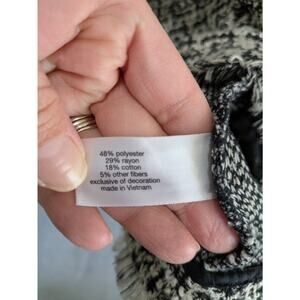 48% polyester
29% rayon
18% cotton
5% other fibers
exclusive of decoration
made in Vietnam